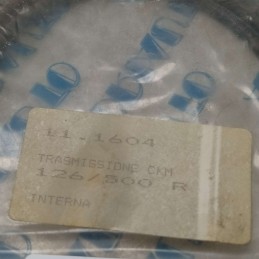 11.1604
TRASMISSIONE CKM
126/500 R
INTERNA